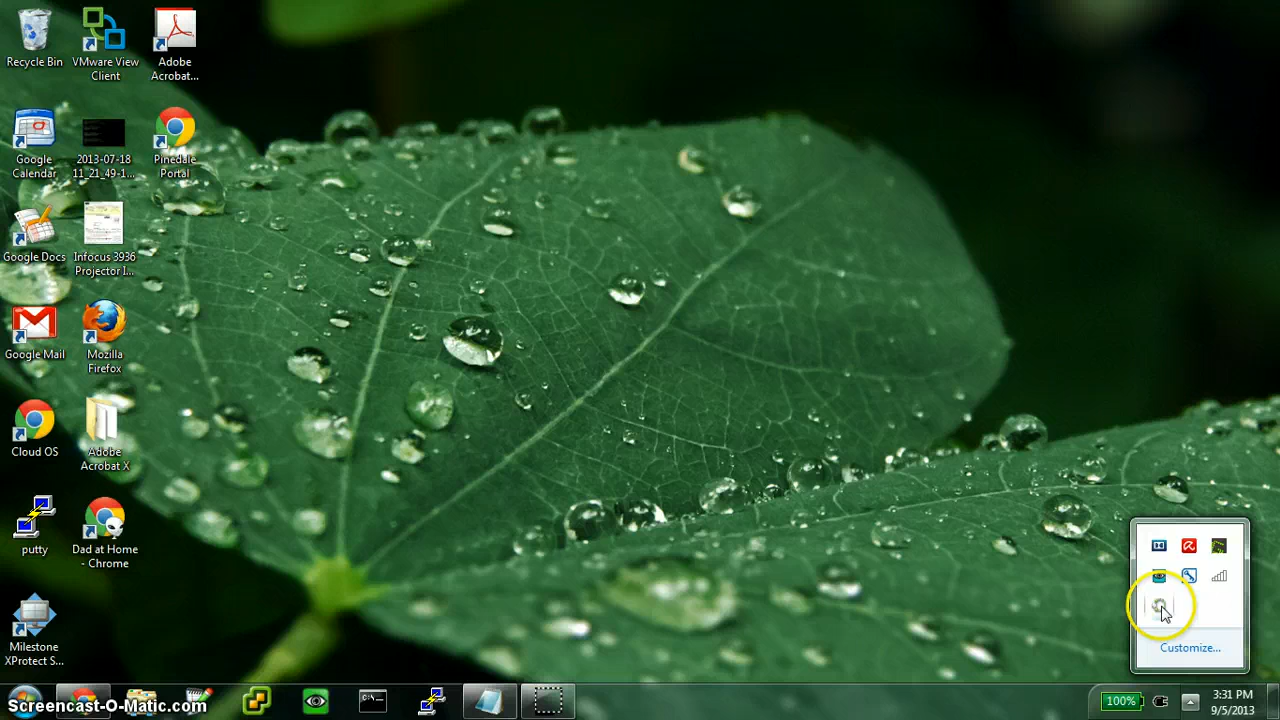 Recycle Bin
VMware View
Client
Adobe
Acrobat...
Google
Calendar
2013-07-18
11_21_49-1...
Pinedale
Portal
Google Docs
Infocus 3936
Projector I...
Google Mail
Mozilla
Firefox
Cloud OS
Adobe
Acrobat X
putty
Dad at Home
- Chrome
Milestone
XProtect S...
Customize...
Screencast-O-Matic.com
100%
3:31 PM
9/5/2013